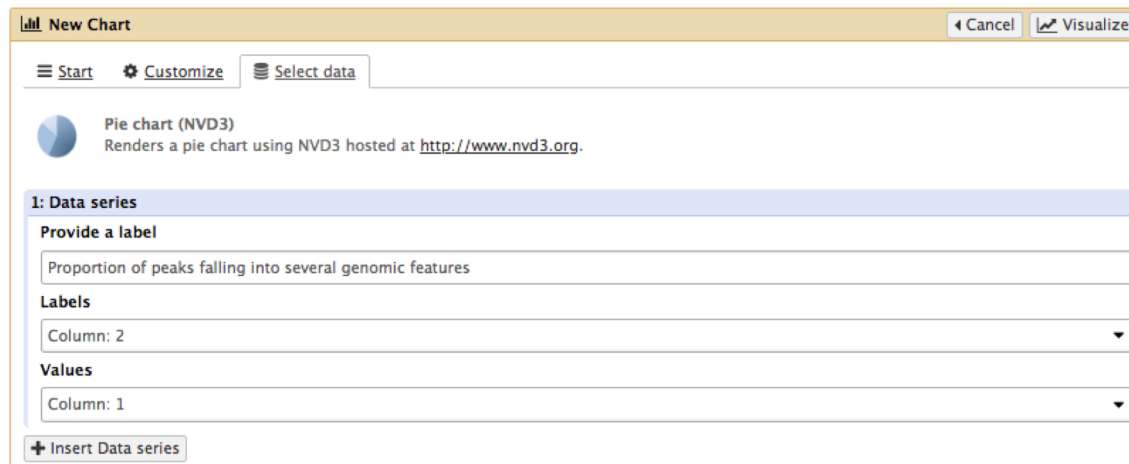 New Chart
Cancel
Visualize
Start
Customize
Select data
Pie chart (NVD3)
Renders a pie chart using NVD3 hosted at http://www.nvd3.org.
1: Data series
Provide a label
Proportion of peaks falling into several genomic features
Labels
Column: 2
Values
Column: 1
Insert Data series